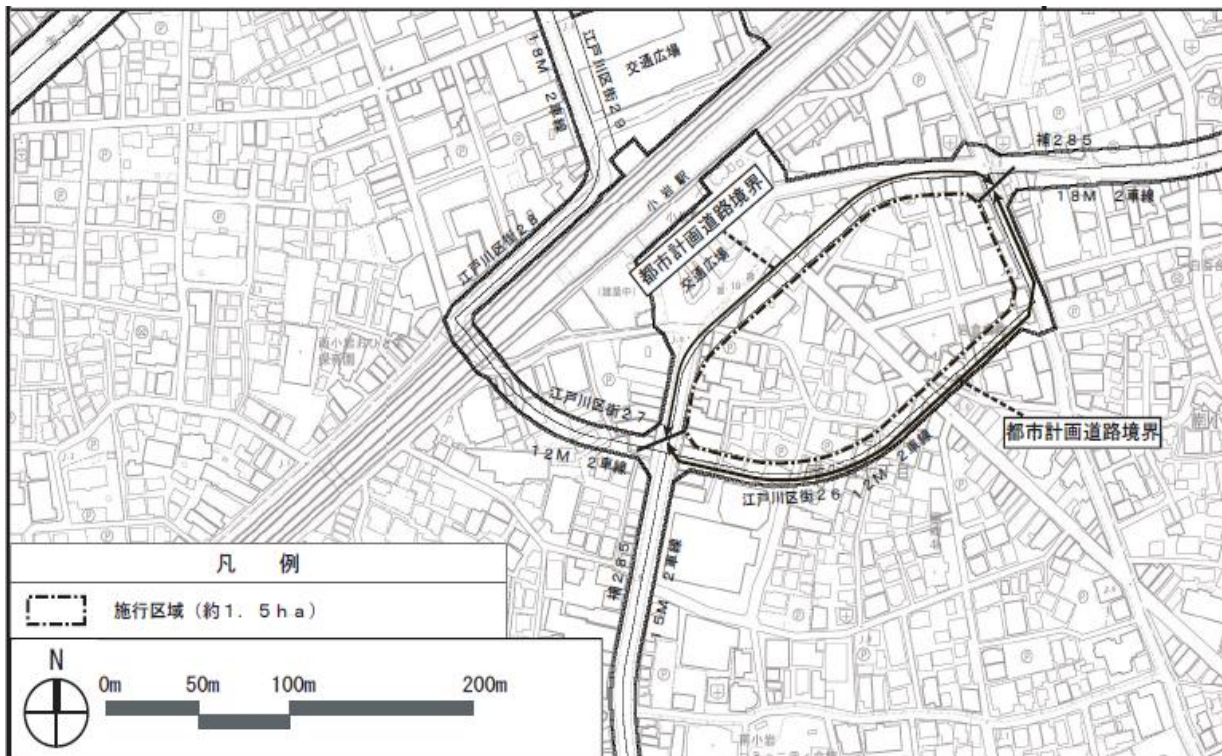 江戸川区街29
18M 2車線
交通広場
補285
18M 2車線
小岩駅
江戸川区街28
都市計画道路境界
交通広場
(建築中)
江戸川区街27
12M 2車線
都市計画道路境界
江戸川区街26
12M 2車線
補285
15M 2車線
凡 例
施行区域(約1.5ha)
N
0m 50m 100m 200m